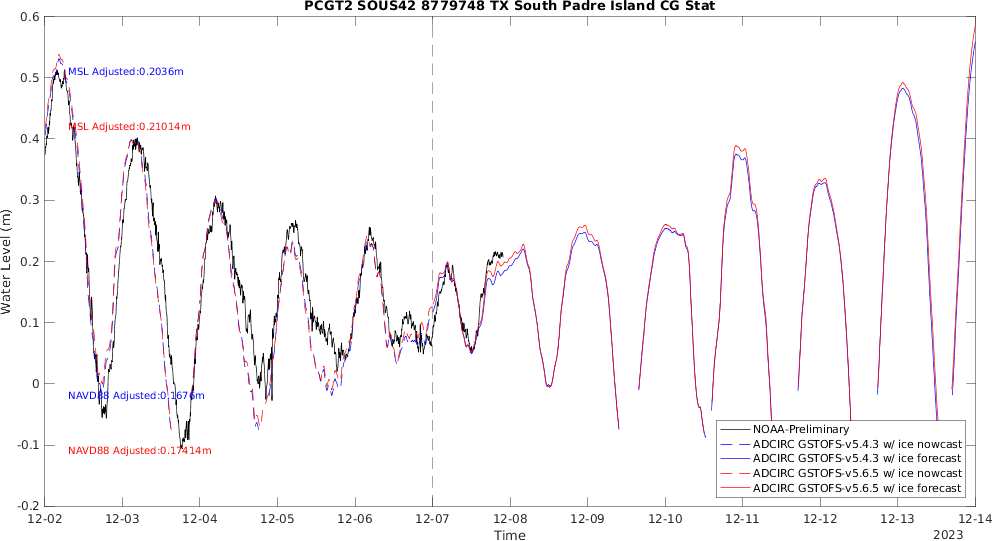 PCGT2 SOUS42 8779748 TX South Padre Island CG Stat
0.6
0.5
0.4
0.3
0.2
0.1
0
-0.1
-0.2
Water Level (m)
MSL Adjusted:0.2036m
MSL Adjusted:0.21014m
NAVD88 Adjusted:0.1676m
NAVD88 Adjusted:0.17414m
NOAA-Preliminary
ADCIRC GSTOFS-v5.4.3 w/ ice nowcast
ADCIRC GSTOFS-v5.4.3 w/ ice forecast
ADCIRC GSTOFS-v5.6.5 w/ ice nowcast
ADCIRC GSTOFS-v5.6.5 w/ ice forecast
12-02 12-03 12-04 12-05 12-06 12-07 12-08 12-09 12-10 12-11 12-12 12-13 12-14
Time
2023